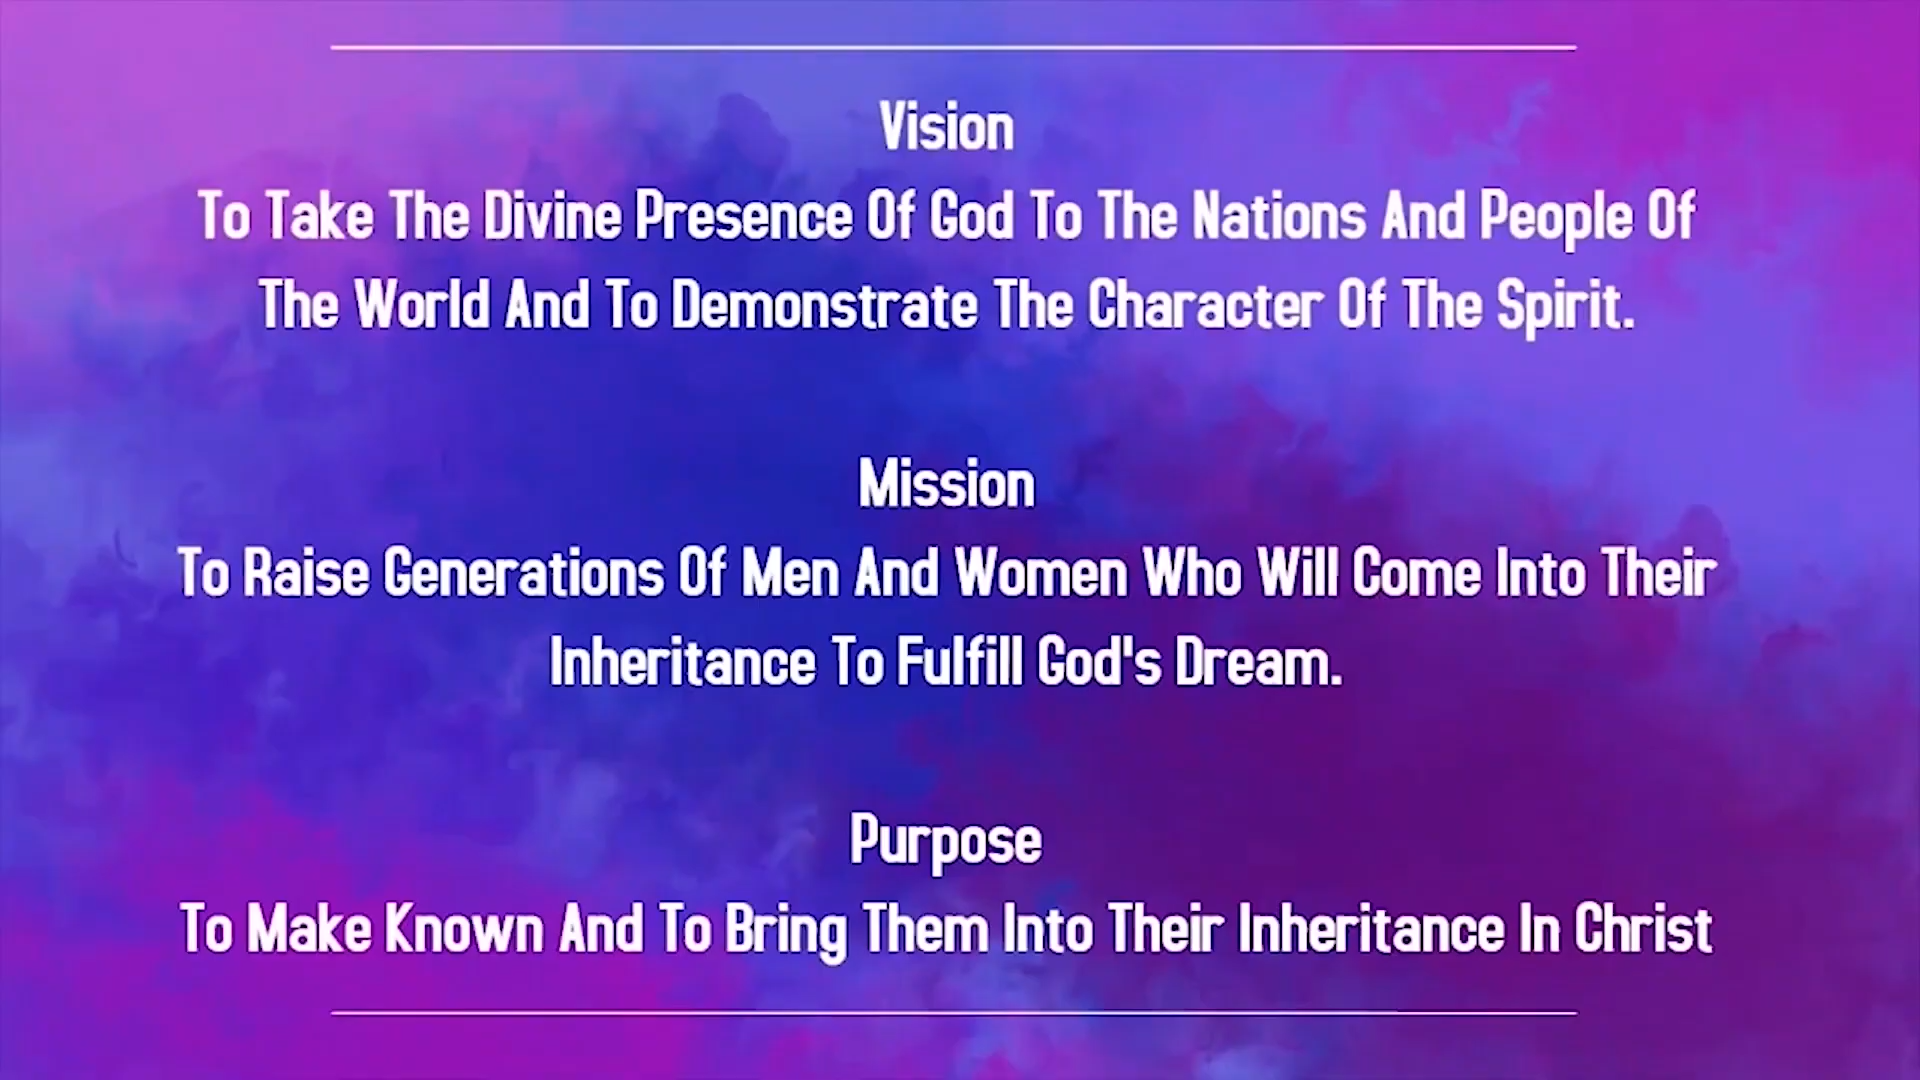 Vision
To Take The Divine Presence Of God To The Nations And People Of
The World And To Demonstrate The Character Of The Spirit.
Mission
To Raise Generations Of Men And Women Who Will Come Into Their
Inheritance To Fulfill God's Dream.
Purpose
To Make Known And To Bring Them Into Their Inheritance In Christ